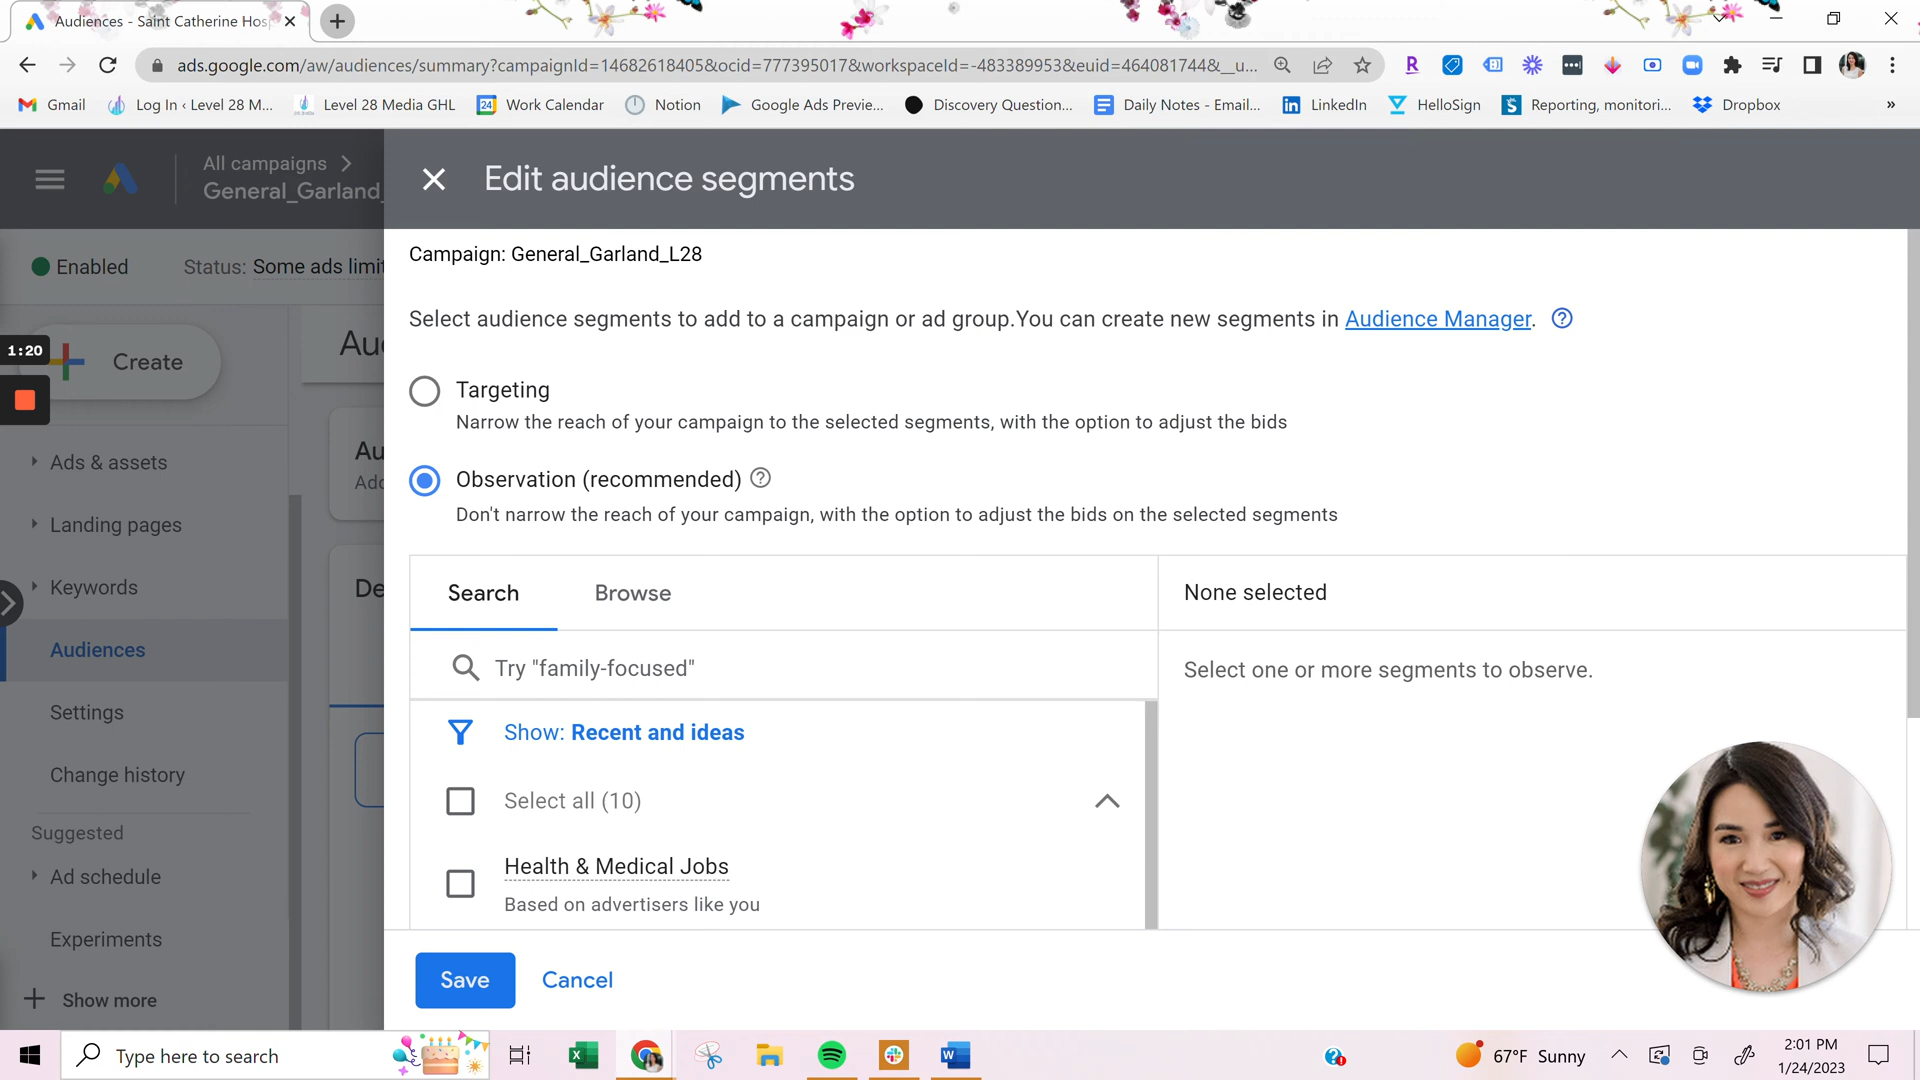 Audiences - Saint Catherine Hosp
ads.google.com/aw/audiences/summary?campaignId=14682618405&ocid=777395017&workspaceId=-483389953&euid=464081744&__u...
Gmail
Log In ‹ Level 28 M...
Level 28 Media GHL
Work Calendar
Notion
Google Ads Previe...
Discovery Question...
Daily Notes - Email...
LinkedIn
HelloSign
Reporting, monitori...
Dropbox
»
All campaigns
General_Garland_
Edit audience segments
Enabled
Status: Some ads limit
1:20
Create
Ads & assets
Landing pages
Keywords
Audiences
Settings
Change history
Suggested
Ad schedule
Experiments
Show more
Au
Au
Add
De
Campaign: General_Garland_L28
Select audience segments to add to a campaign or ad group.You can create new segments in Audience Manager.
Targeting
Narrow the reach of your campaign to the selected segments, with the option to adjust the bids
Observation (recommended)
Don't narrow the reach of your campaign, with the option to adjust the bids on the selected segments
Search
Browse
None selected
Try "family-focused"
Select one or more segments to observe.
Show: Recent and ideas
Select all (10)
Health & Medical Jobs
Based on advertisers like you
Save
Cancel
Type here to search
67°F Sunny
2:01 PM
1/24/2023